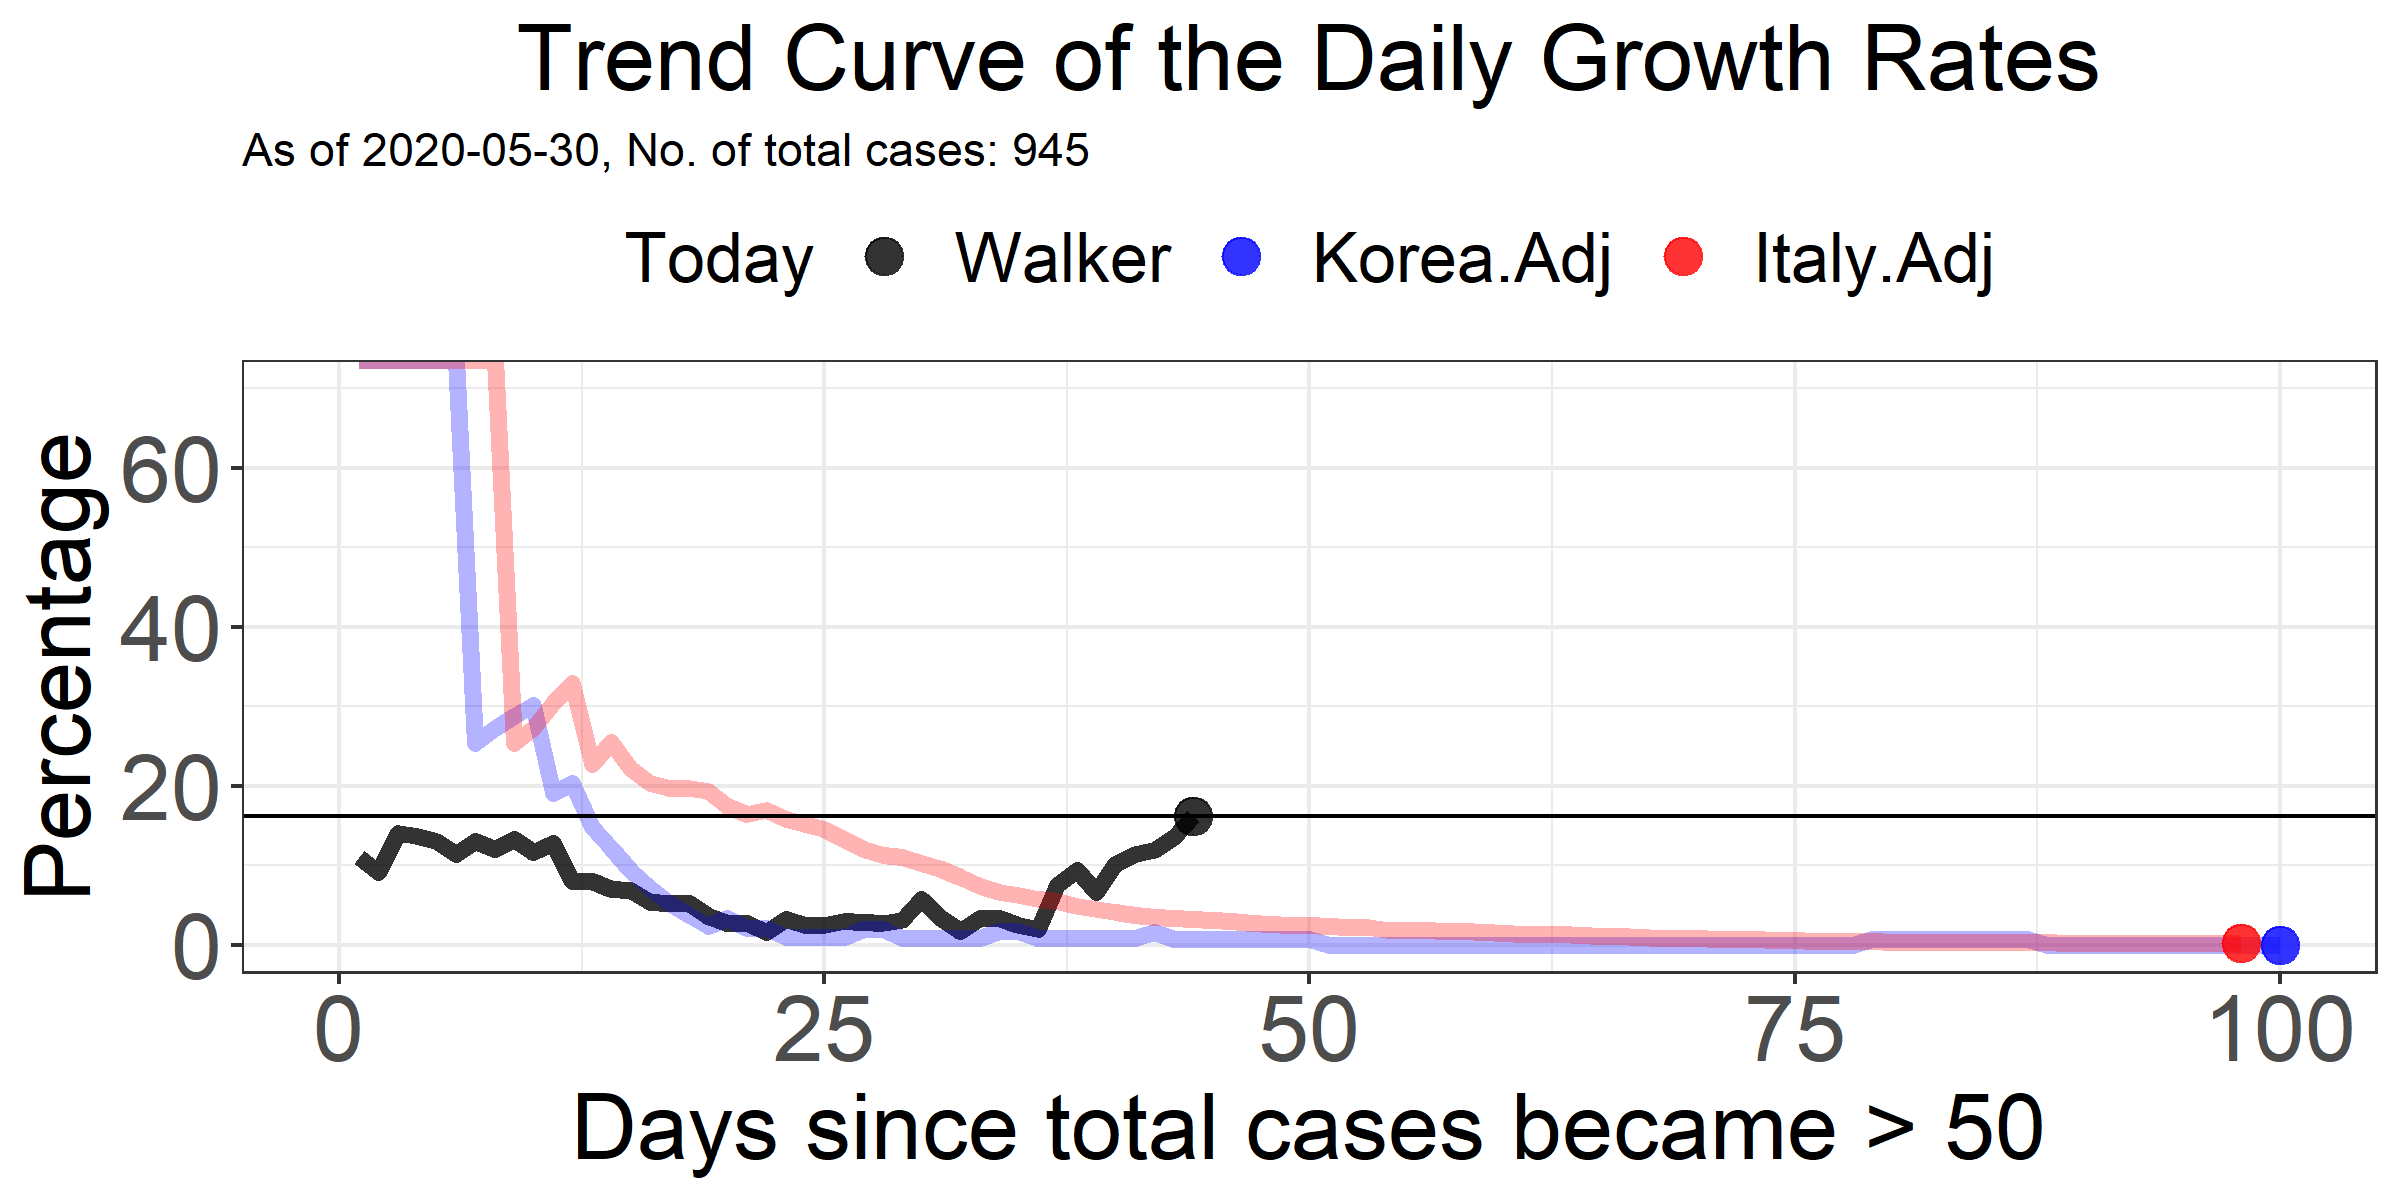 Trend Curve of the Daily Growth Rates
As of 2020-05-30, No. of total cases: 945
Today Walker Korea.Adj Italy.Adj
Percentage
60
40
20
0
0 25 50 75 100
Days since total cases became > 50